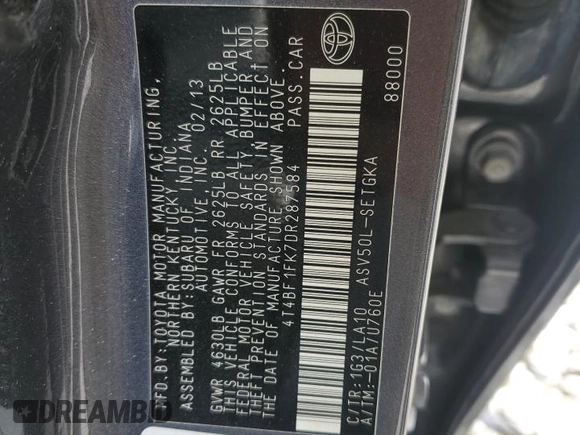 MFD. BY: TOYOTA MOTOR MANUFACTURING,
NORTHERN KENTUCKY, INC.
ASSEMBLED BY: SUBARU OF INDIANA
AUTOMOTIVE, INC. 02/13
GVWR 4630LB GAWR FR 2625LB RR 2625LB
THIS VEHICLE CONFORMS TO ALL APPLICABLE
FEDERAL MOTOR VEHICLE SAFETY, BUMPER AND
THEFT PREVENTION STANDARDS IN EFFECT ON
THE DATE OF MANUFACTURE SHOWN ABOVE.
4T4BF1FK7DR287584 PASS.CAR
C/TR:1G3/LA10 ASV50L-SETGKA
A/TM:-01A/U760E
88000
DEALER.HISTORY